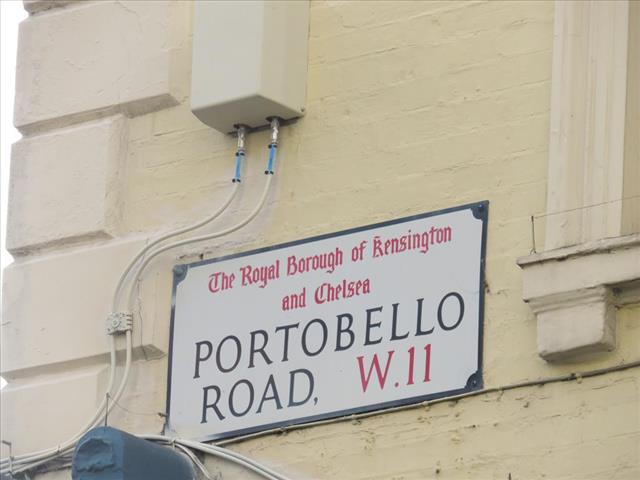 The Royal Borough of Kensington
and Chelsea
PORTOBELLO
ROAD, W.11